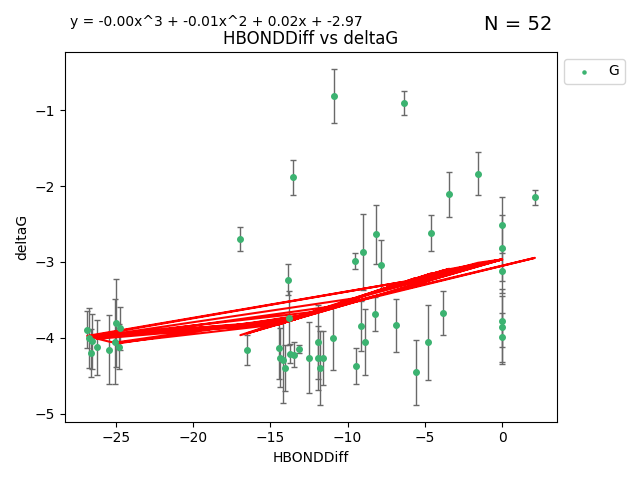 y = -0.00x^3 + -0.01x^2 + 0.02x + -2.97
N = 52
HBONDDiff vs deltaG
G
deltaG
−1
−2
−3
−4
−5
−25
−20
−15
−10
−5
0
HBONDDiff